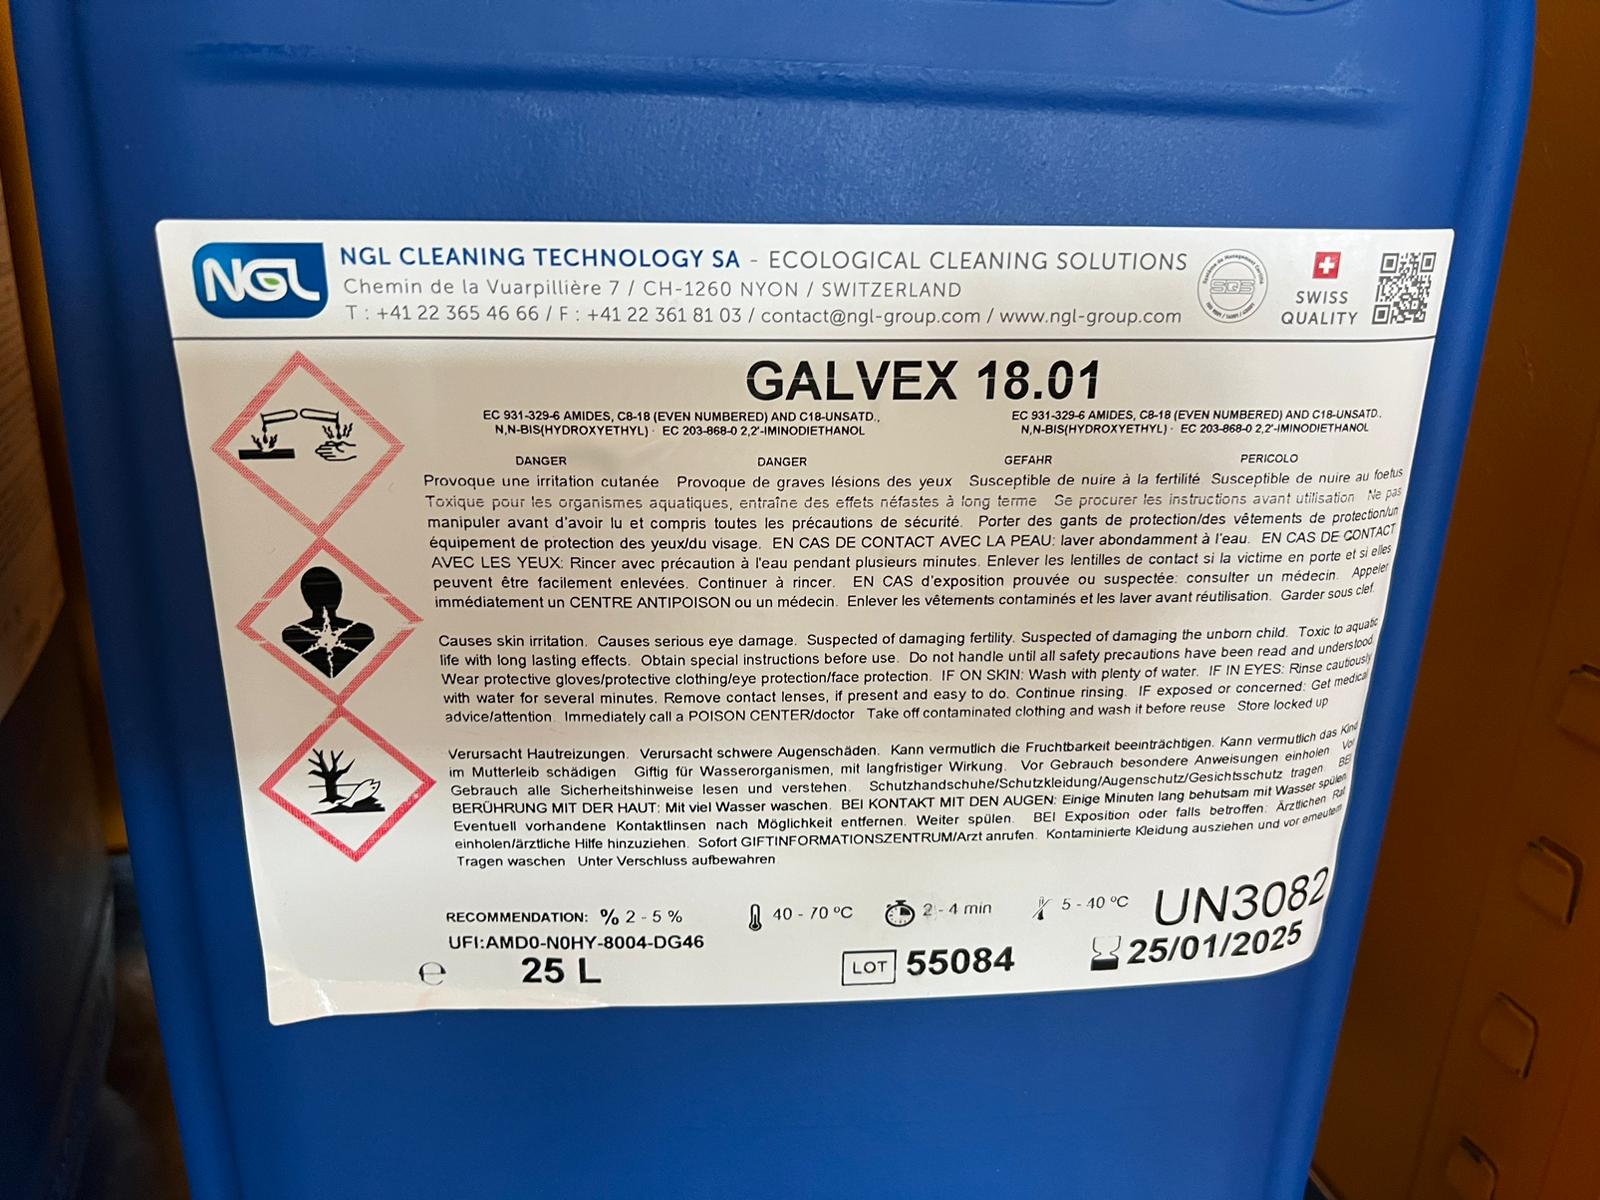 NGL
NGL CLEANING TECHNOLOGY SA - ECOLOGICAL CLEANING SOLUTIONS
Chemin de la Vuarpillière 7 / CH-1260 NYON / SWITZERLAND
T : +41 22 365 46 66 / F : +41 22 361 81 03 / contact@ngl-group.com / www.ngl-group.com
SGS
SWISS
QUALITY
GALVEX 18.01
EC 931-329-6 AMIDES, C8-18 (EVEN NUMBERED) AND C18-UNSATD.,
N,N-BIS(HYDROXYETHYL) · EC 203-868-0 2,2'-IMINODIETHANOL
EC 931-329-6 AMIDES, C8-18 (EVEN NUMBERED) AND C18-UNSATD.,
N,N-BIS(HYDROXYETHYL) · EC 203-868-0 2,2'-IMINODIETHANOL
DANGER DANGER GEFAHR PERICOLO
Provoque une irritation cutanée Provoque de graves lésions des yeux Susceptible de nuire à la fertilité Susceptible de nuire au foetus
Toxique pour les organismes aquatiques, entraîne des effets néfastes à long terme Se procurer les instructions avant utilisation Ne pas
manipuler avant d'avoir lu et compris toutes les précautions de sécurité. Porter des gants de protection/des vêtements de protection/un
équipement de protection des yeux/du visage. EN CAS DE CONTACT AVEC LA PEAU: laver abondamment à l'eau. EN CAS DE CONTACT
AVEC LES YEUX: Rincer avec précaution à l'eau pendant plusieurs minutes. Enlever les lentilles de contact si la victime en porte et si elles
peuvent être facilement enlevées. Continuer à rincer. EN CAS d'exposition prouvée ou suspectée: consulter un médecin. Appeler
immédiatement un CENTRE ANTIPOISON ou un médecin. Enlever les vêtements contaminés et les laver avant réutilisation. Garder sous clef.
Causes skin irritation. Causes serious eye damage. Suspected of damaging fertility. Suspected of damaging the unborn child. Toxic to aquatic
life with long lasting effects. Obtain special instructions before use. Do not handle until all safety precautions have been read and understood.
Wear protective gloves/protective clothing/eye protection/face protection. IF ON SKIN: Wash with plenty of water. IF IN EYES: Rinse cautiously
with water for several minutes. Remove contact lenses, if present and easy to do. Continue rinsing. IF exposed or concerned: Get medical
advice/attention. Immediately call a POISON CENTER/doctor Take off contaminated clothing and wash it before reuse Store locked up
Verursacht Hautreizungen. Verursacht schwere Augenschäden. Kann vermutlich die Fruchtbarkeit beeinträchtigen. Kann vermutlich das Kind
im Mutterleib schädigen Giftig für Wasserorganismen, mit langfristiger Wirkung. Vor Gebrauch besondere Anweisungen einholen Vor
Gebrauch alle Sicherheitshinweise lesen und verstehen. Schutzhandschuhe/Schutzkleidung/Augenschutz/Gesichtsschutz tragen. BEI
BERÜHRUNG MIT DER HAUT: Mit viel Wasser waschen. BEI KONTAKT MIT DEN AUGEN: Einige Minuten lang behutsam mit Wasser spülen.
Eventuell vorhandene Kontaktlinsen nach Möglichkeit entfernen. Weiter spülen. BEI Exposition oder falls betroffen: Ärztlichen Rat
einholen/ärztliche Hilfe hinzuziehen. Sofort GIFTINFORMATIONSZENTRUM/Arzt anrufen. Kontaminierte Kleidung ausziehen und vor erneutem
Tragen waschen Unter Verschluss aufbewahren
RECOMMENDATION: % 2 - 5 % 40 - 70 ºC 2 - 4 min 5 - 40 ºC UN3082
UFI:AMD0-N0HY-8004-DG46
℮ 25 L LOT 55084 25/01/2025